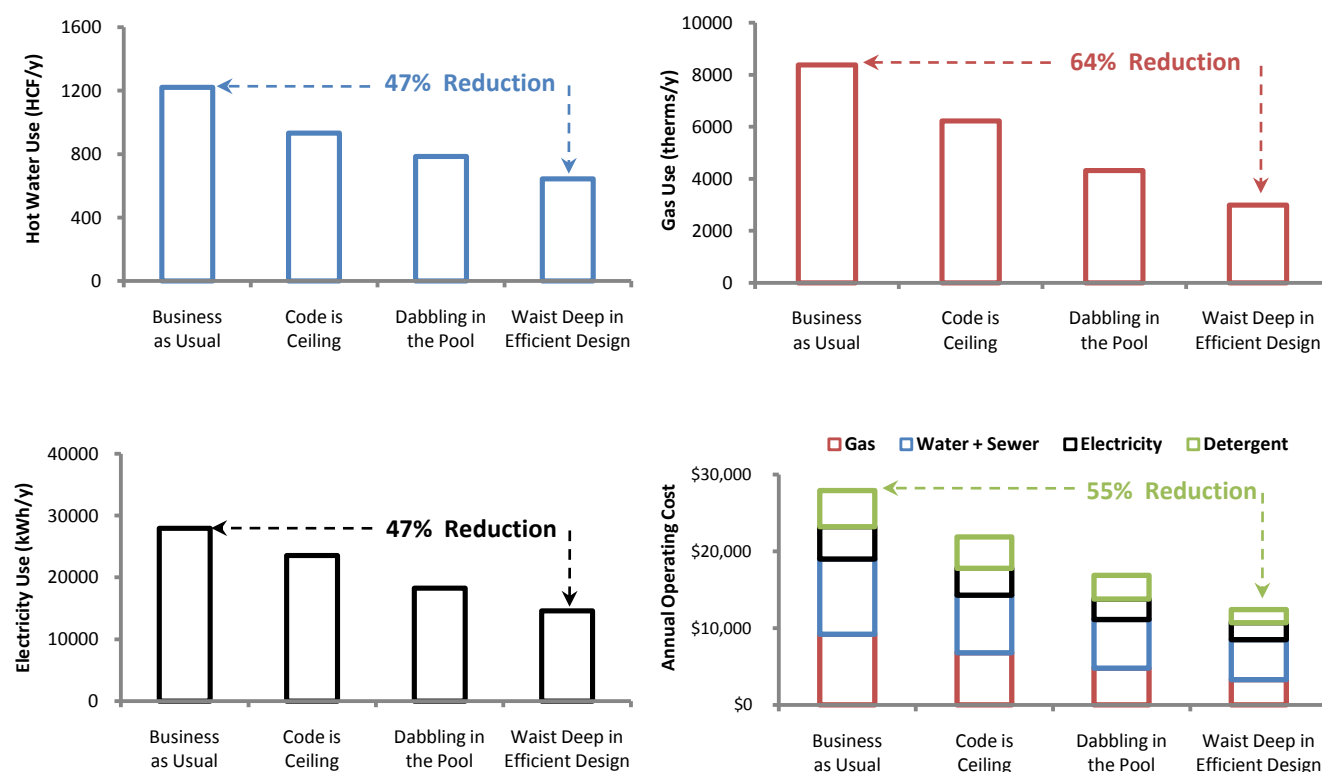 Hot Water Use (HCF/y)
1600
1200
800
400
0
47% Reduction
Business
as Usual
Code is
Ceiling
Dabbling in
the Pool
Waist Deep in
Efficient Design
Gas Use (therms/y)
10000
8000
6000
4000
2000
0
64% Reduction
Business
as Usual
Code is
Ceiling
Dabbling in
the Pool
Waist Deep in
Efficient Design
Electricity Use (kWh/y)
40000
30000
20000
10000
0
47% Reduction
Business
as Usual
Code is
Ceiling
Dabbling in
the Pool
Waist Deep in
Efficient Design
Gas Water + Sewer Electricity Detergent
Annual Operating Cost
$30,000
$20,000
$10,000
$0
55% Reduction
Business
as Usual
Code is
Ceiling
Dabbling in
the Pool
Waist Deep in
Efficient Design